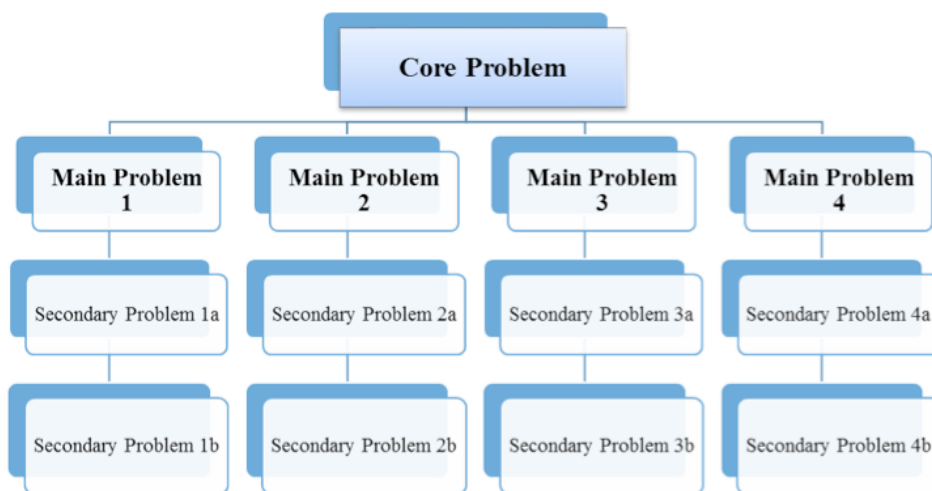 Core Problem
Main Problem
1
Main Problem
2
Main Problem
3
Main Problem
4
Secondary Problem 1a
Secondary Problem 2a
Secondary Problem 3a
Secondary Problem 4a
Secondary Problem 1b
Secondary Problem 2b
Secondary Problem 3b
Secondary Problem 4b